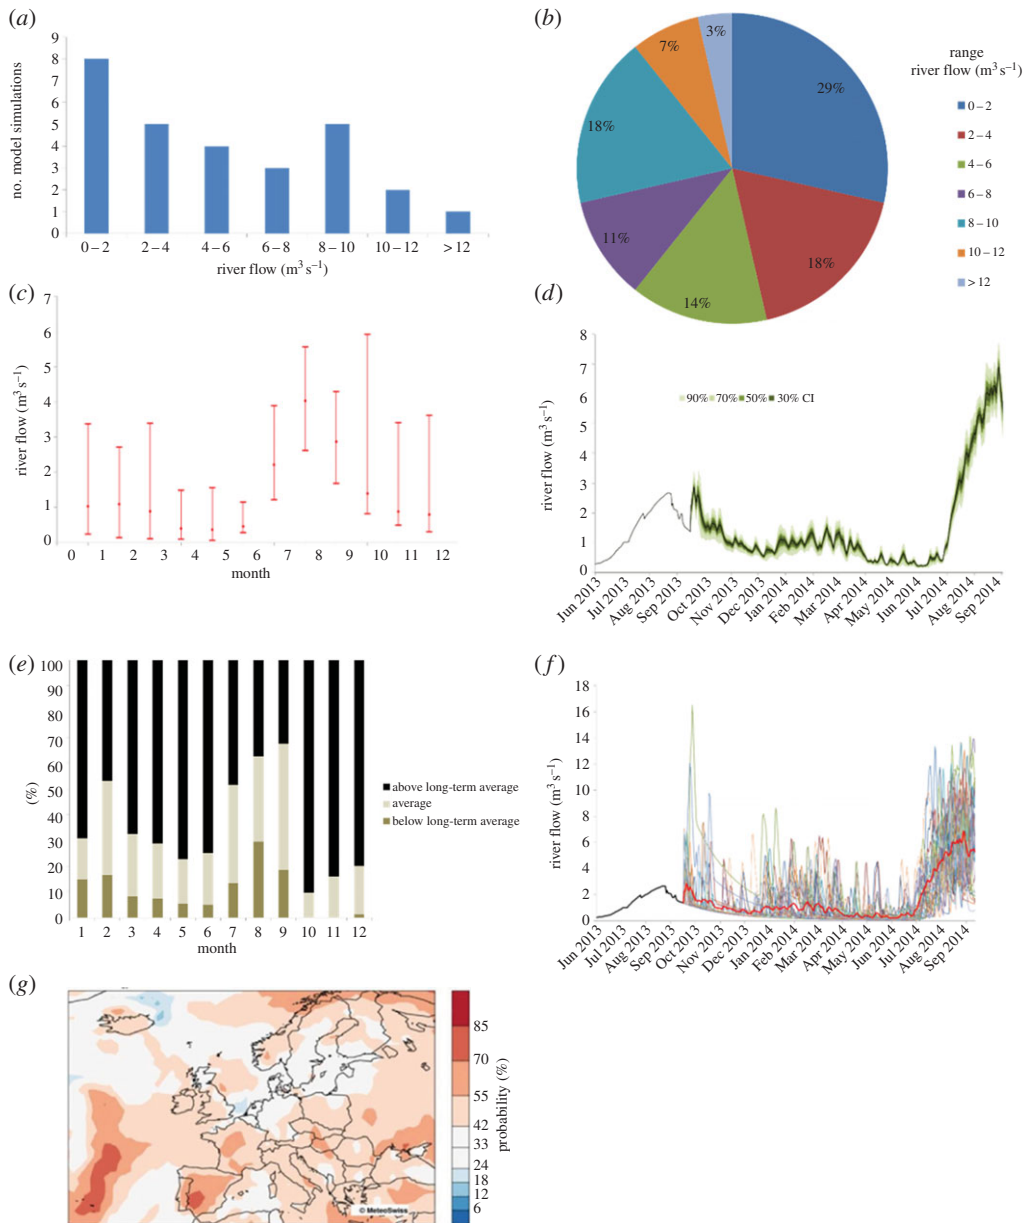 (a)
9
8
7
6
5
4
3
2
1
0
no. model simulations
0–2 2–4 4–6 6–8 8–10 10–12 >12
river flow (m³ s⁻¹)
(b)
3%
7%
29%
18%
11%
14%
18%
range
river flow (m³ s⁻¹)
0–2
2–4
4–6
6–8
8–10
10–12
>12
(c)
7
6
5
4
3
2
1
0
river flow (m³ s⁻¹)
0 1 2 3 4 5 6 7 8 9 10 11 12
month
(d)
8
7
6
5
4
3
2
1
0
river flow (m³ s⁻¹)
90% 70% 50% 30% CI
Jun 2013 Jul 2013 Aug 2013 Sep 2013 Oct 2013 Nov 2013 Dec 2013 Jan 2014 Feb 2014 Mar 2014 Apr 2014 May 2014 Jun 2014 Jul 2014 Aug 2014 Sep 2014
(e)
100
90
80
70
60
50
40
30
20
10
0
(%)
1 2 3 4 5 6 7 8 9 10 11 12
month
above long-term average
average
below long-term average
(f)
18
16
14
12
10
8
6
4
2
0
river flow (m³ s⁻¹)
Jun 2013 Jul 2013 Aug 2013 Sep 2013 Oct 2013 Nov 2013 Dec 2013 Jan 2014 Feb 2014 Mar 2014 Apr 2014 May 2014 Jun 2014 Jul 2014 Aug 2014 Sep 2014
(g)
© MeteoSwiss
85
70
55
42
33
24
18
12
6
probability (%)